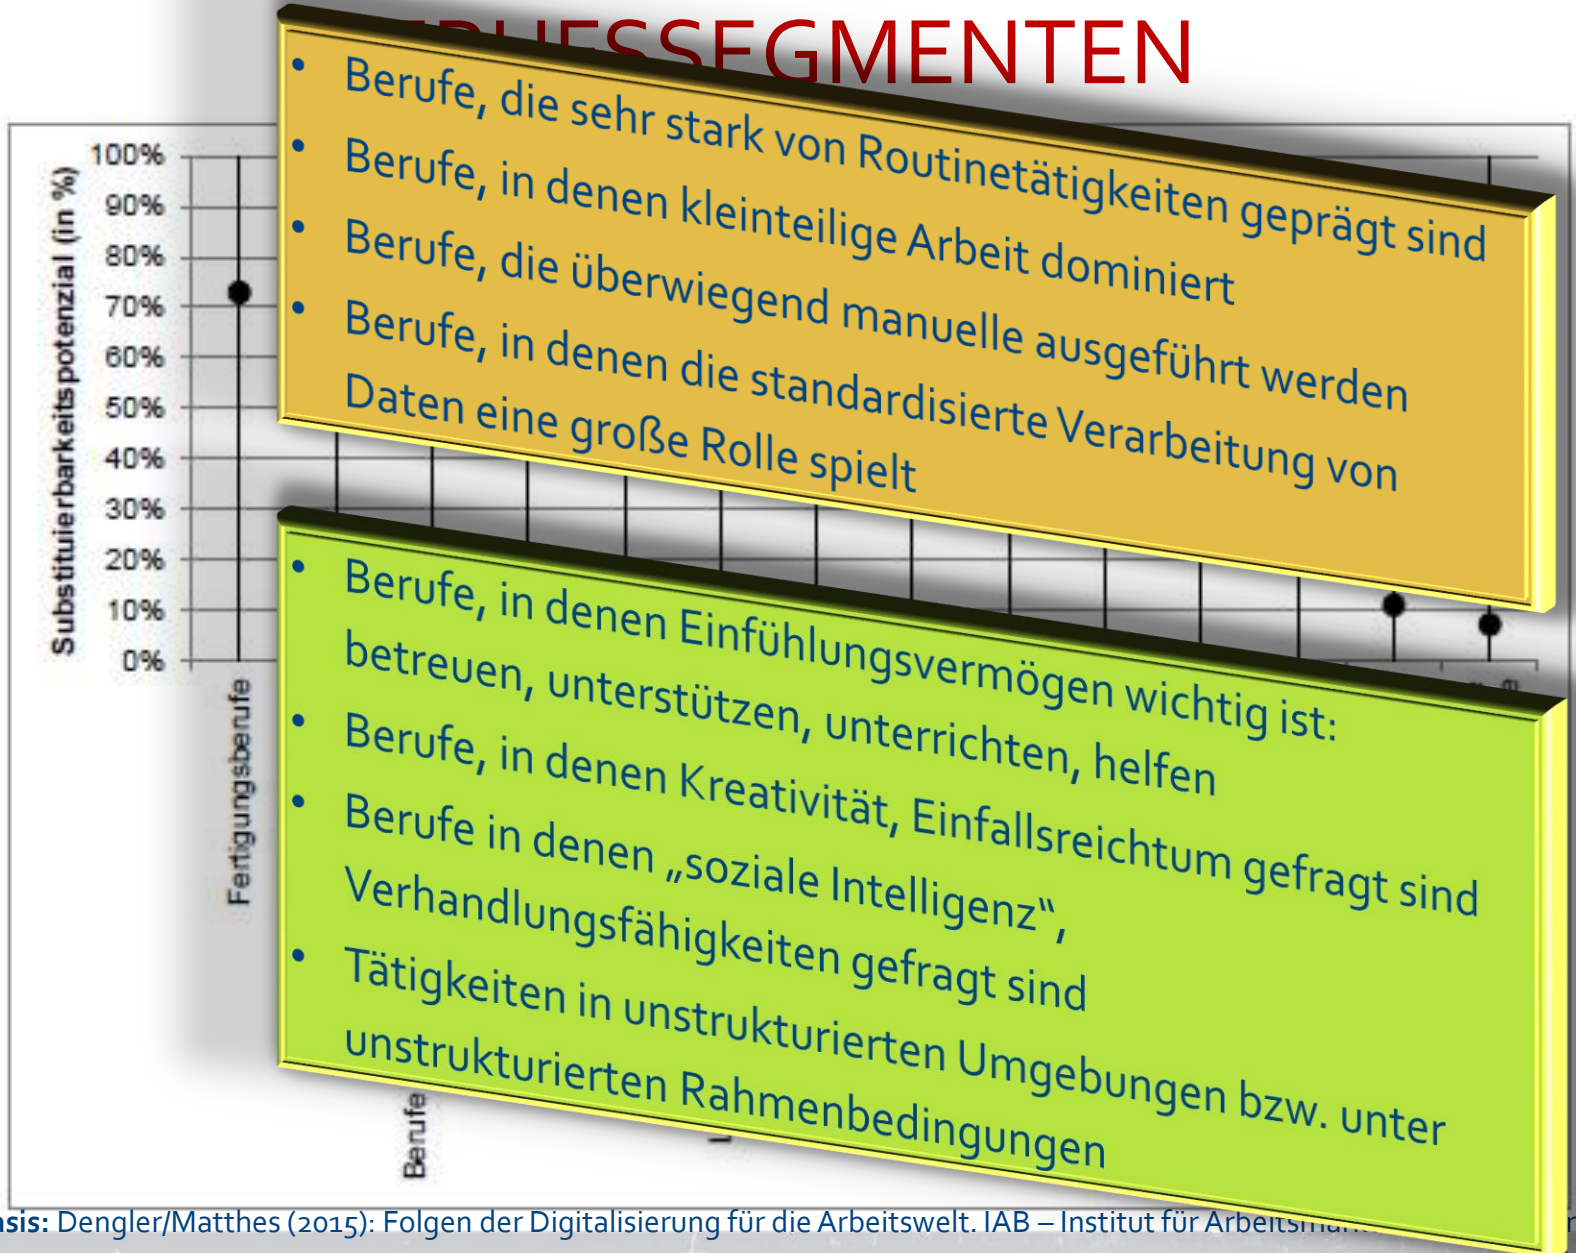 BERUFSSEGMENTEN
Substituierbarkeitspotenzial (in %)
100%
90%
80%
70%
60%
50%
40%
30%
20%
10%
0%
• Berufe, die sehr stark von Routinetätigkeiten geprägt sind
• Berufe, in denen kleinteilige Arbeit dominiert
• Berufe, die überwiegend manuelle ausgeführt werden
• Berufe, in denen die standardisierte Verarbeitung von
Daten eine große Rolle spielt
• Berufe, in denen Einfühlungsvermögen wichtig ist:
betreuen, unterstützen, unterrichten, helfen
• Berufe, in denen Kreativität, Einfallsreichtum gefragt sind
• Berufe in denen „soziale Intelligenz“,
Verhandlungsfähigkeiten gefragt sind
• Tätigkeiten in unstrukturierten Umgebungen bzw. unter
unstrukturierten Rahmenbedingungen
Fertigungsberufe
Berufe
asis: Dengler/Matthes (2015): Folgen der Digitalisierung für die Arbeitswelt. IAB – Institut für